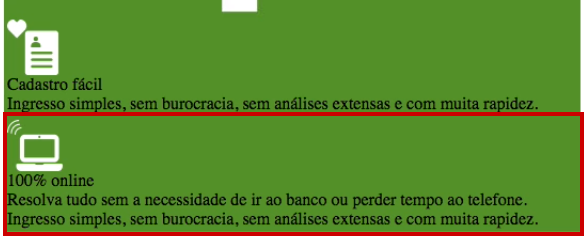 Cadastro fácil
Ingresso simples, sem burocracia, sem análises extensas e com muita rapidez.
100% online
Resolva tudo sem a necessidade de ir ao banco ou perder tempo ao telefone.
Ingresso simples, sem burocracia, sem análises extensas e com muita rapidez.